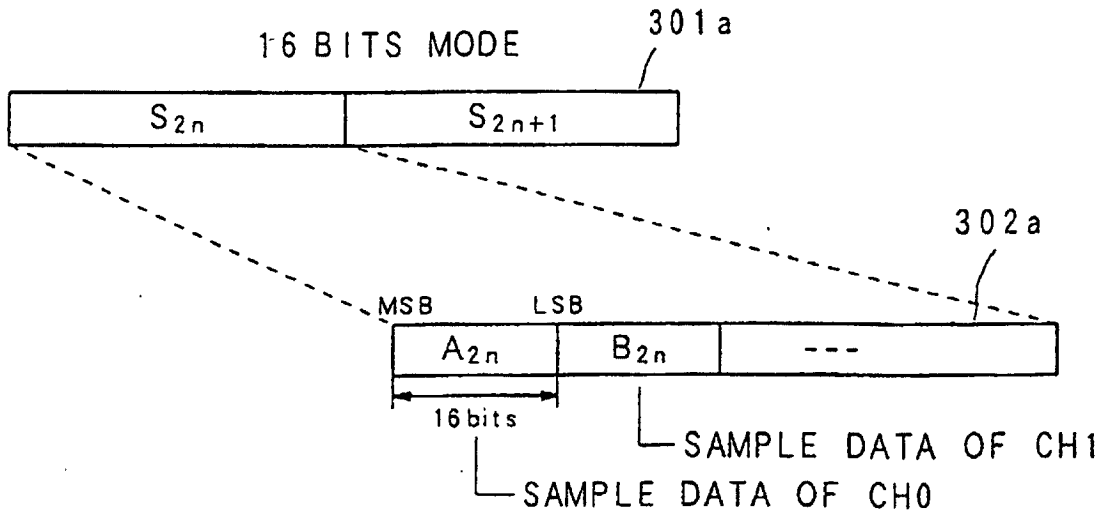 16 BITS MODE
301a
S2n
S2n+1
302a
MSB
LSB
A2n
B2n
---
16bits
SAMPLE DATA OF CH1
SAMPLE DATA OF CH0